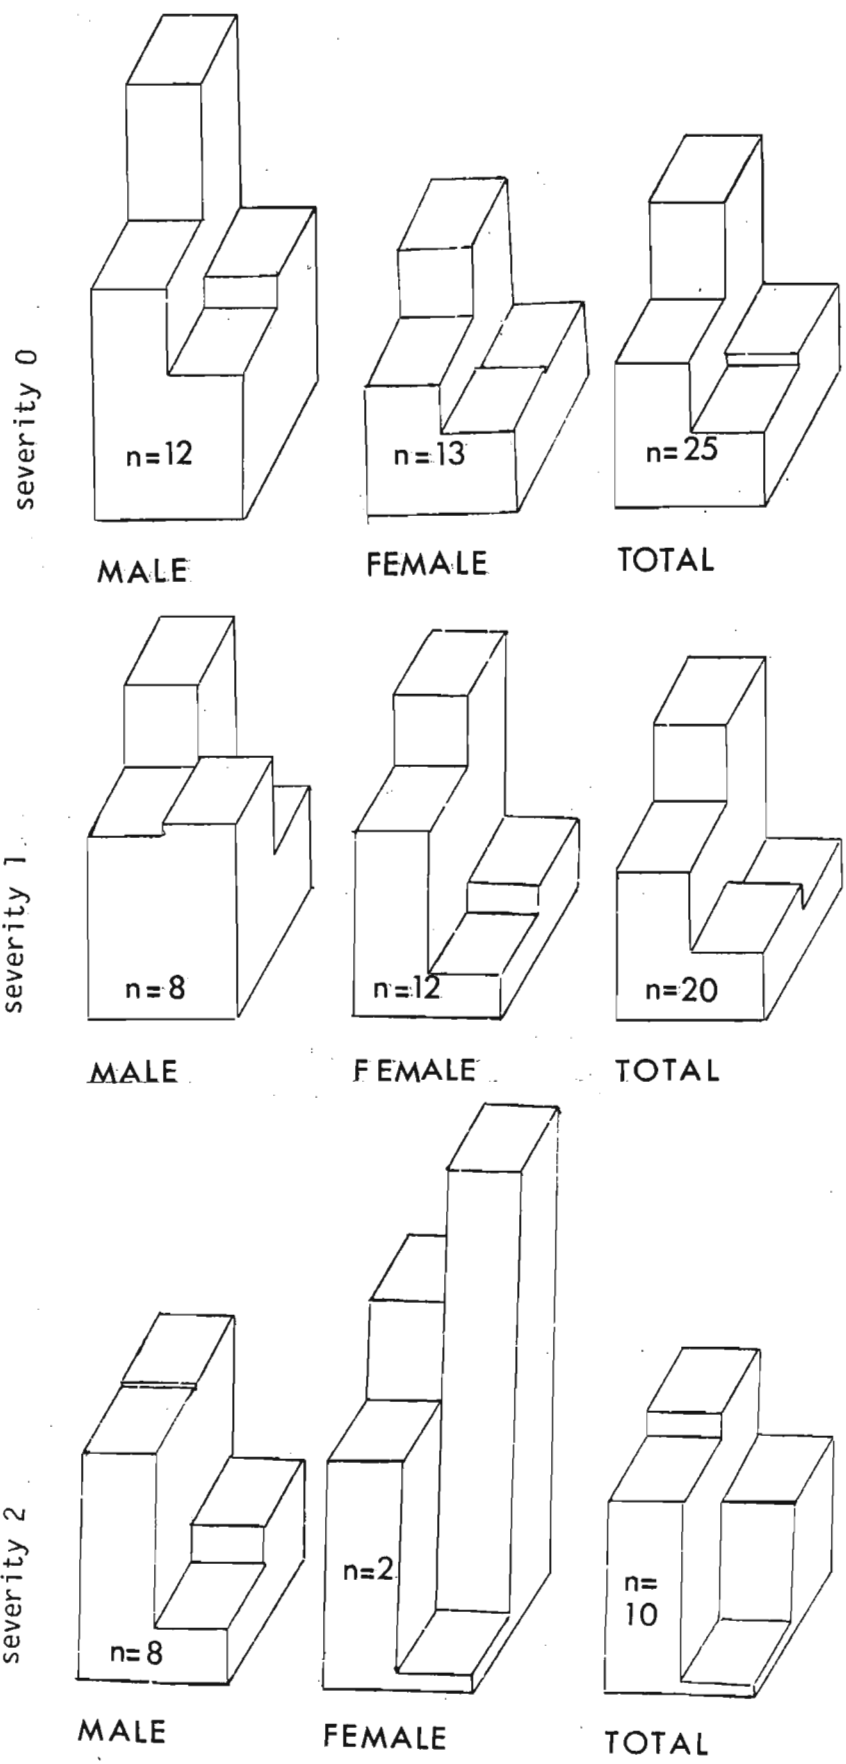 severity 0
n=12
n=13
n=25
MALE
FEMALE
TOTAL
severity 1
n=8
n=12
n=20
MALE
FEMALE
TOTAL
severity 2
n=8
n=2
n=
10
MALE
FEMALE
TOTAL